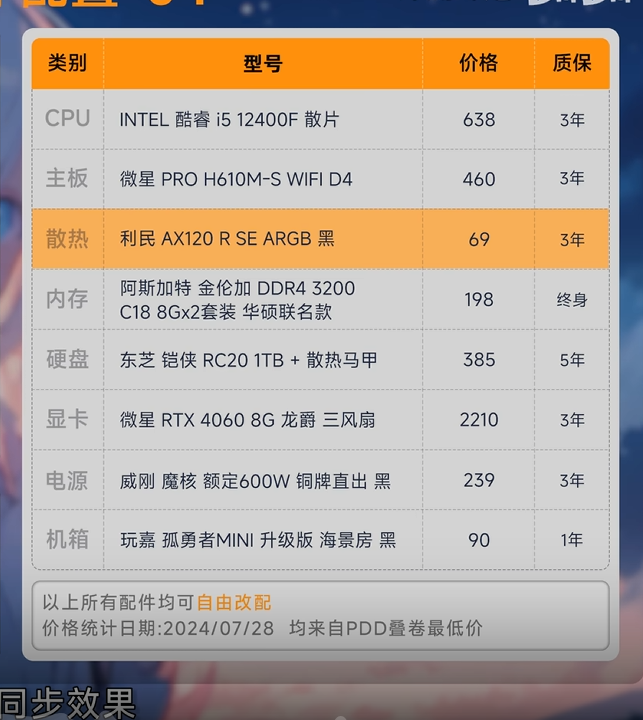 类别 型号 价格 质保
CPU INTEL 酷睿 i5 12400F 散片 638 3年
主板 微星 PRO H610M-S WIFI D4 460 3年
散热 利民 AX120 R SE ARGB 黑 69 3年
内存 阿斯加特 金伦加 DDR4 3200 198 终身
C18 8Gx2套装 华硕联名款
硬盘 东芝 铠侠 RC20 1TB + 散热马甲 385 5年
显卡 微星 RTX 4060 8G 龙爵 三风扇 2210 3年
电源 威刚 魔核 额定600W 铜牌直出 黑 239 3年
机箱 玩嘉 孤勇者MINI 升级版 海景房 黑 90 1年
以上所有配件均可自由改配
价格统计日期:2024/07/28 均来自PDD叠卷最低价
同步效果